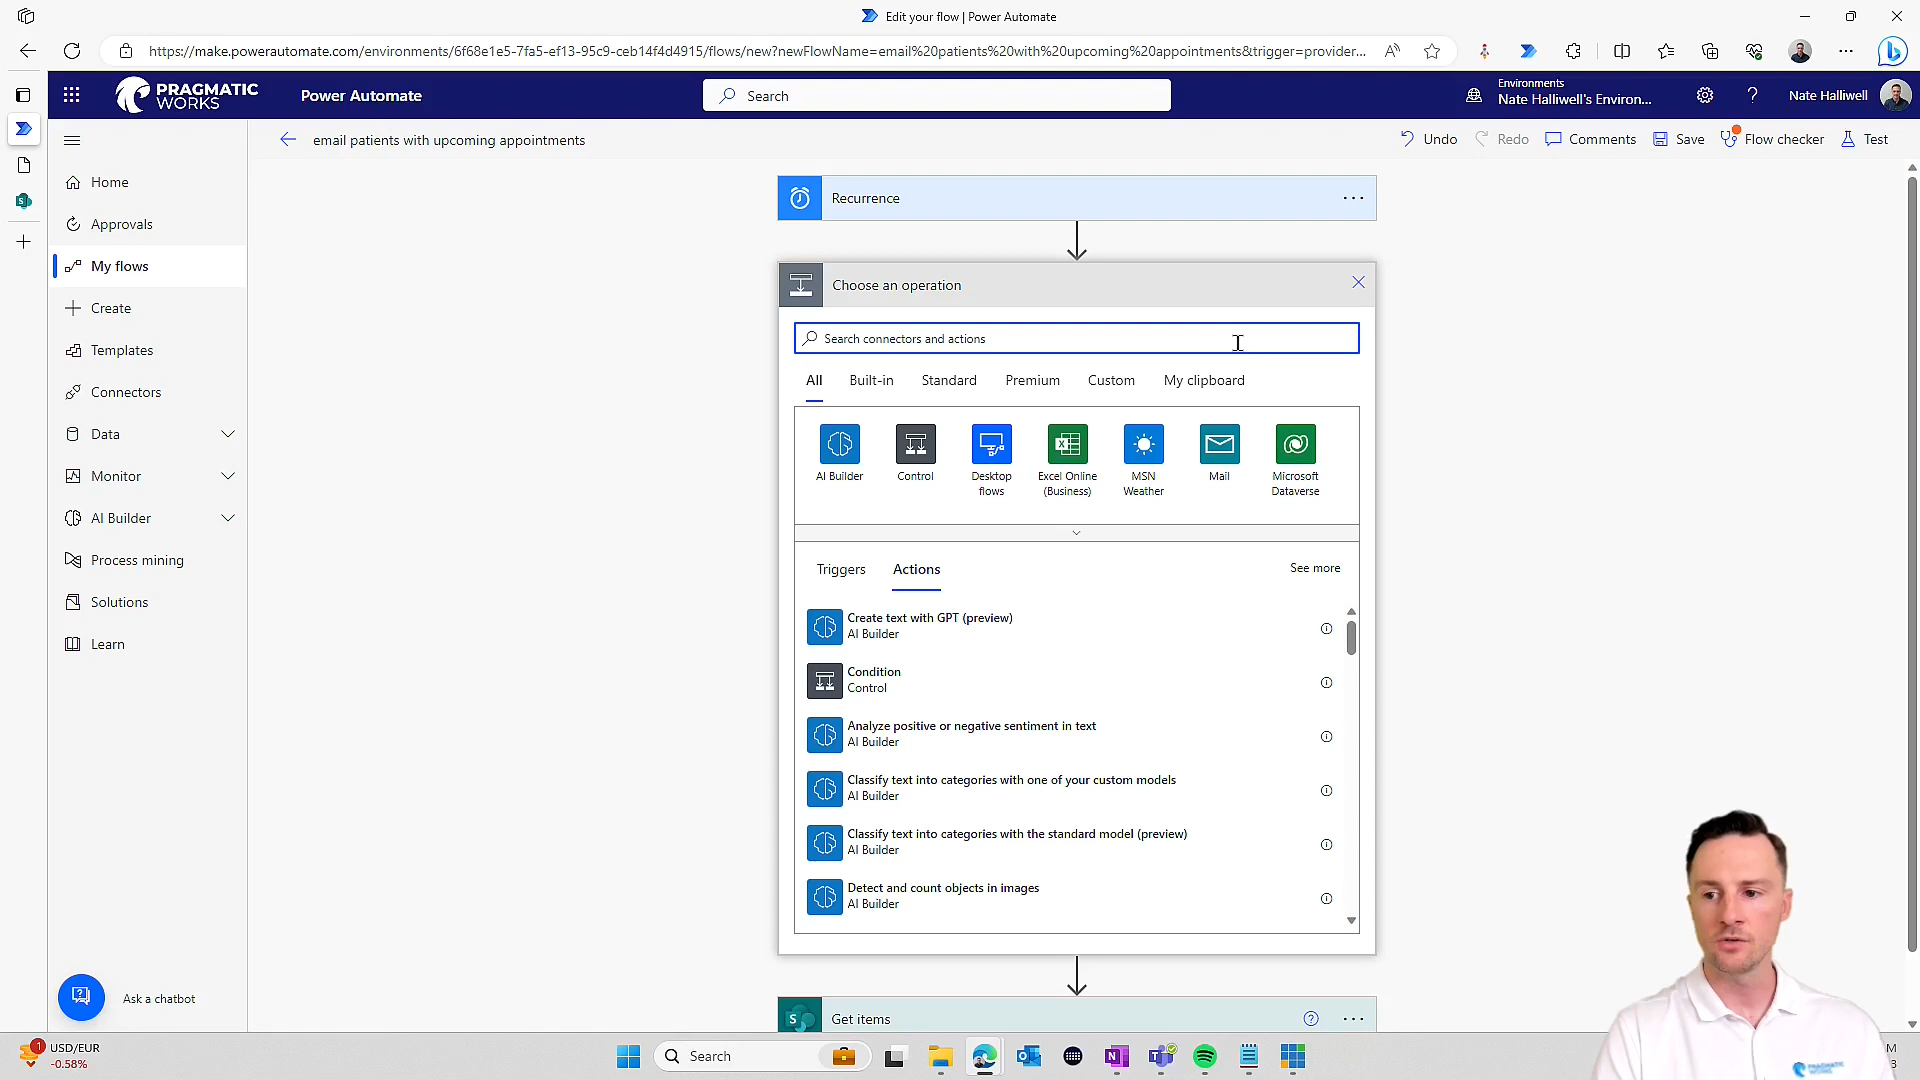 Edit your flow | Power Automate
https://make.powerautomate.com/environments/6f68e1e5-7fa5-ef13-95c9-ceb14f4d4915/flows/new?newFlowName=email%20patients%20with%20upcoming%20appointments&trigger=provider...
PRAGMATIC
WORKS
Power Automate
Search
Environments
Nate Halliwell's Environ...
Nate Halliwell
email patients with upcoming appointments
Undo
Redo
Comments
Save
Flow checker
Test
Home
Approvals
My flows
Create
Templates
Connectors
Data
Monitor
AI Builder
Process mining
Solutions
Learn
Ask a chatbot
Recurrence
Choose an operation
Search connectors and actions
All
Built-in
Standard
Premium
Custom
My clipboard
AI Builder
Control
Desktop
flows
Excel Online
(Business)
MSN
Weather
Mail
Microsoft
Dataverse
Triggers
Actions
See more
Create text with GPT (preview)
AI Builder
Condition
Control
Analyze positive or negative sentiment in text
AI Builder
Classify text into categories with one of your custom models
AI Builder
Classify text into categories with the standard model (preview)
AI Builder
Detect and count objects in images
AI Builder
Get items
1
USD/EUR
-0.58%
Search
M
3
PRAGMATIC
WORKS